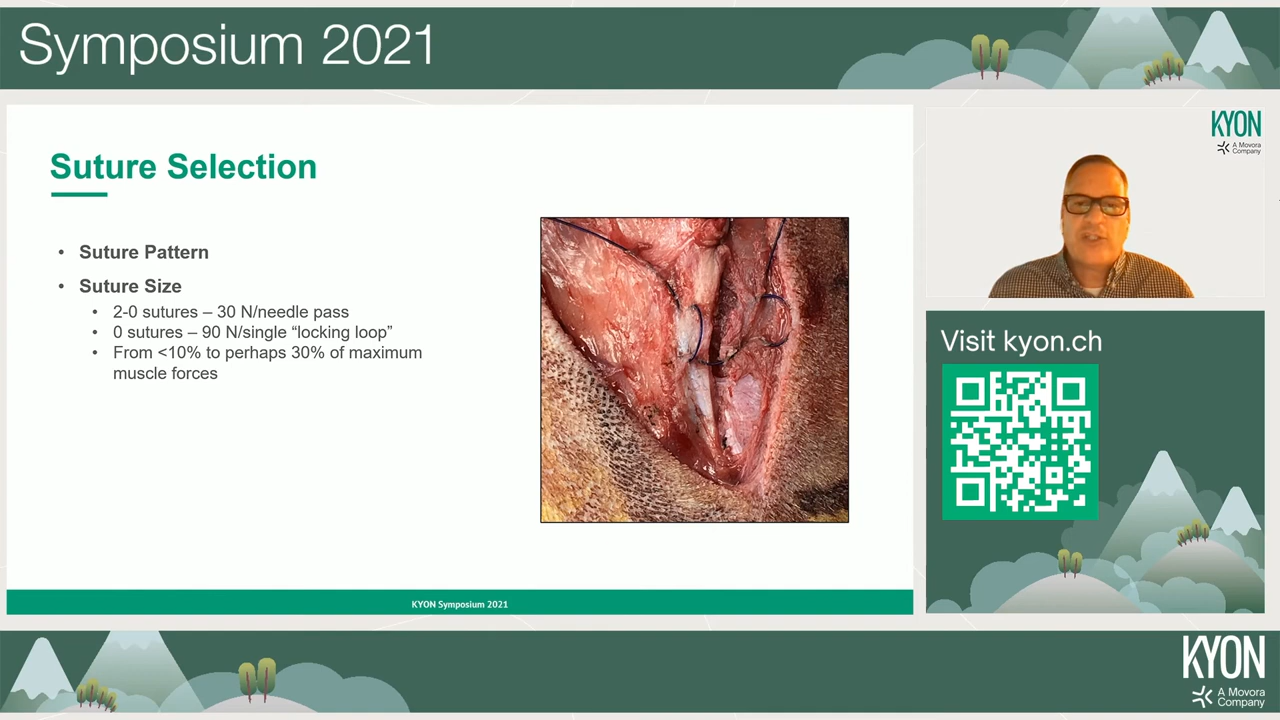 Symposium 2021
Suture Selection
• Suture Pattern
• Suture Size
• 2-0 sutures – 30 N/needle pass
• 0 sutures – 90 N/single “locking loop”
• From <10% to perhaps 30% of maximum
muscle forces
KYON Symposium 2021
KYON
A Movora
Company
Visit kyon.ch
KYON
A Movora
Company